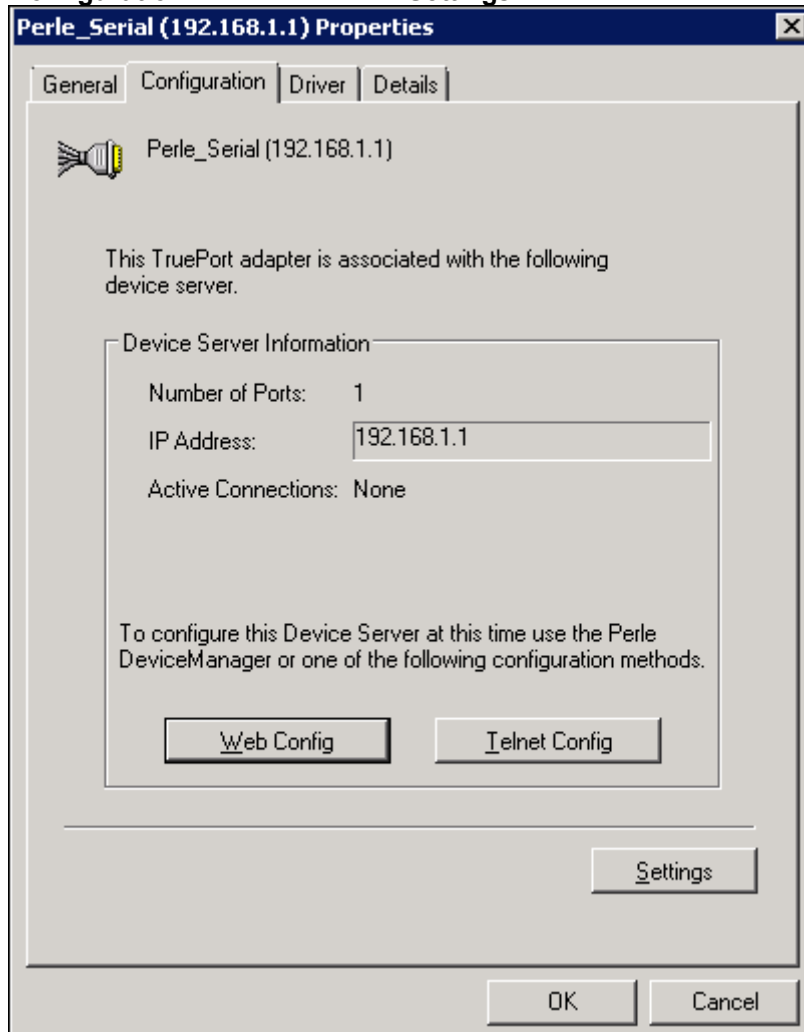 Perle_Serial (192.168.1.1) Properties
General Configuration Driver Details
Perle_Serial (192.168.1.1)
This TruePort adapter is associated with the following
device server.
Device Server Information
Number of Ports: 1
IP Address: 192.168.1.1
Active Connections: None
To configure this Device Server at this time use the Perle
DeviceManager or one of the following configuration methods.
Web Config Telnet Config
Settings
OK Cancel